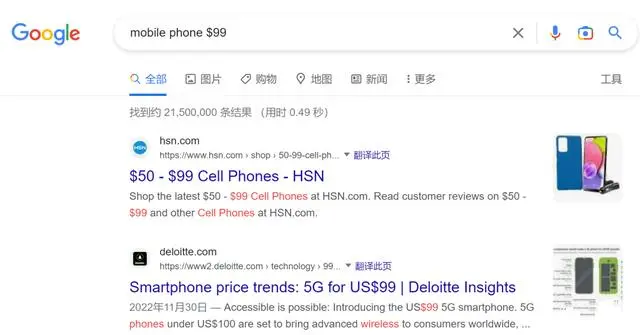 Google
mobile phone $99
全部 图片 购物 地图 新闻 更多 工具
找到约 21,500,000 条结果 （用时 0.49 秒）
HSN
hsn.com
https://www.hsn.com › shop › 50-99-cell-ph... 翻译此页
$50 - $99 Cell Phones - HSN
Shop the latest $50 - $99 Cell Phones at HSN.com. Read customer reviews on $50 -
$99 and other Cell Phones at HSN.com.
deloitte.com
https://www2.deloitte.com › technology › 99... 翻译此页
Smartphone price trends: 5G for US$99 | Deloitte Insights
2022年11月30日 — Accessible is possible: Introducing the US$99 5G smartphone. 5G
phones under US$100 are set to bring advanced wireless to consumers worldwide, ...